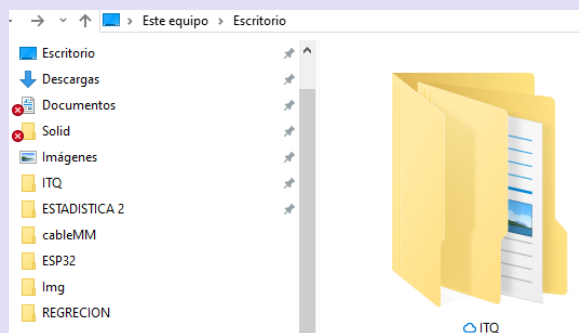 Este equipo > Escritorio
Escritorio
Descargas
Documentos
Solid
Imágenes
ITQ
ESTADISTICA 2
cableMM
ESP32
Img
REGRECION
ITQ